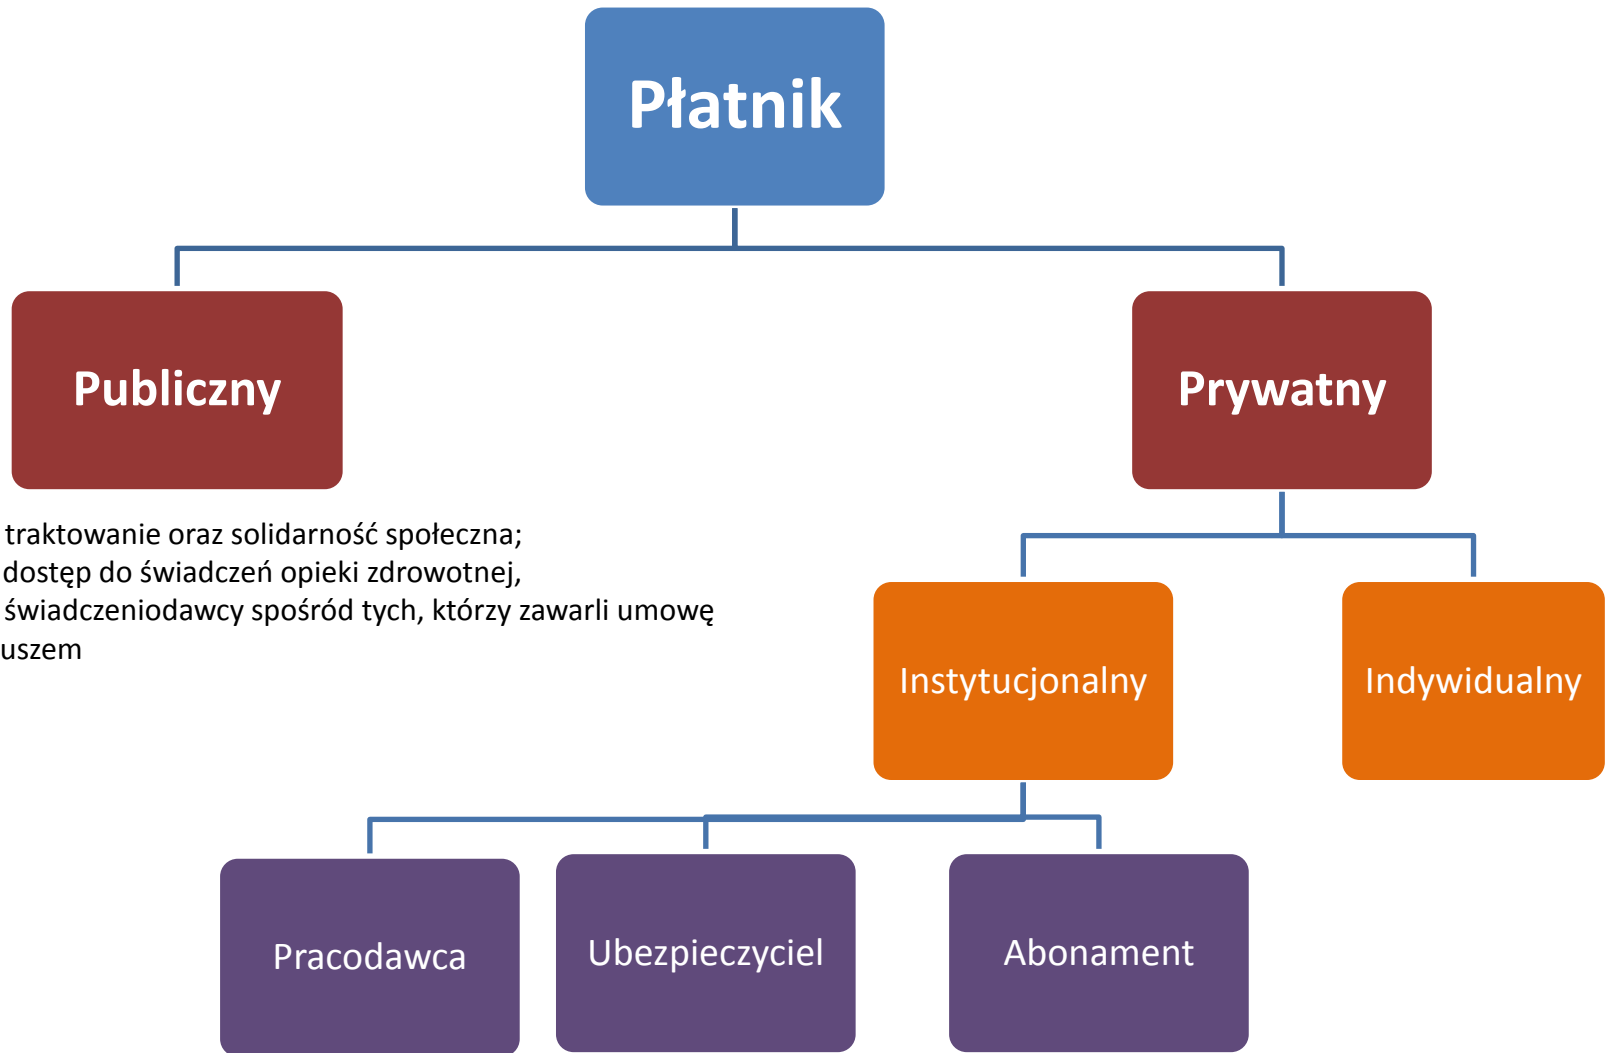 Płatnik
Publiczny
Prywatny
traktowanie oraz solidarność społeczna;
dostęp do świadczeń opieki zdrowotnej,
świadczeniodawcy spośród tych, którzy zawarli umowę
uszem
Instytucjonalny
Indywidualny
Pracodawca
Ubezpieczyciel
Abonament